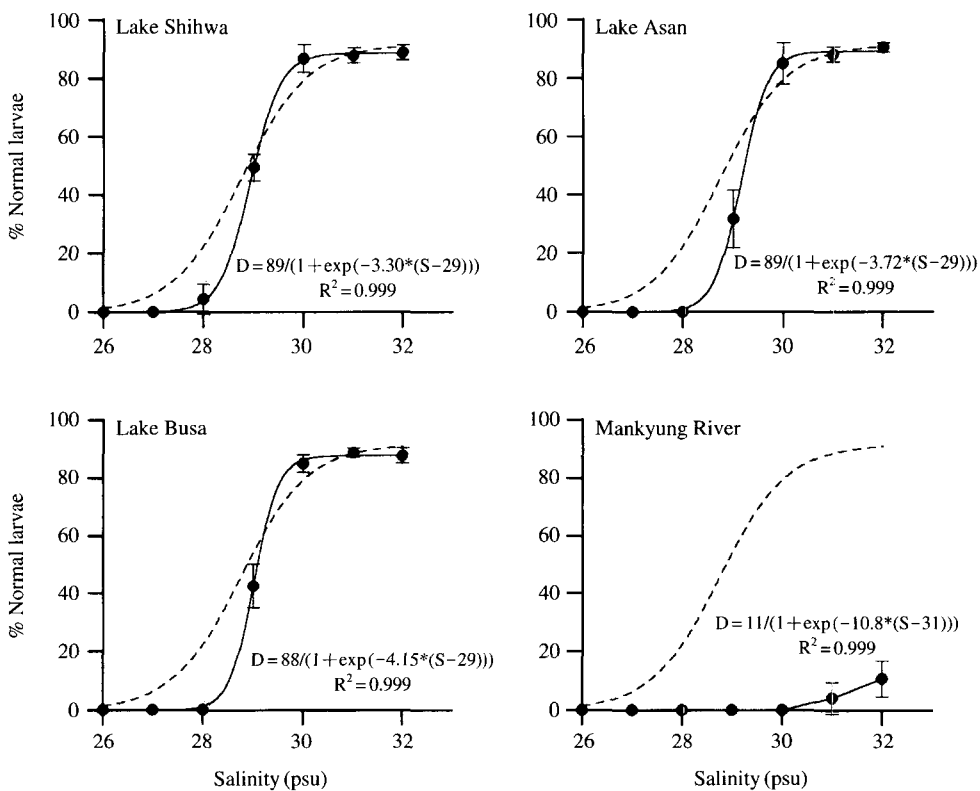 Lake Shihwa
% Normal larvae
100
80
60
40
20
0
D=89/(1+exp(-3.30*(S-29)))
R²=0.999
26 28 30 32
Lake Asan
100
80
60
40
20
0
D=89/(1+exp(-3.72*(S-29)))
R²=0.999
26 28 30 32
Lake Busa
% Normal larvae
100
80
60
40
20
0
D=88/(1+exp(-4.15*(S-29)))
R²=0.999
26 28 30 32
Salinity (psu)
Mankyung River
100
80
60
40
20
0
D=11/(1+exp(-10.8*(S-31)))
R²=0.999
26 28 30 32
Salinity (psu)